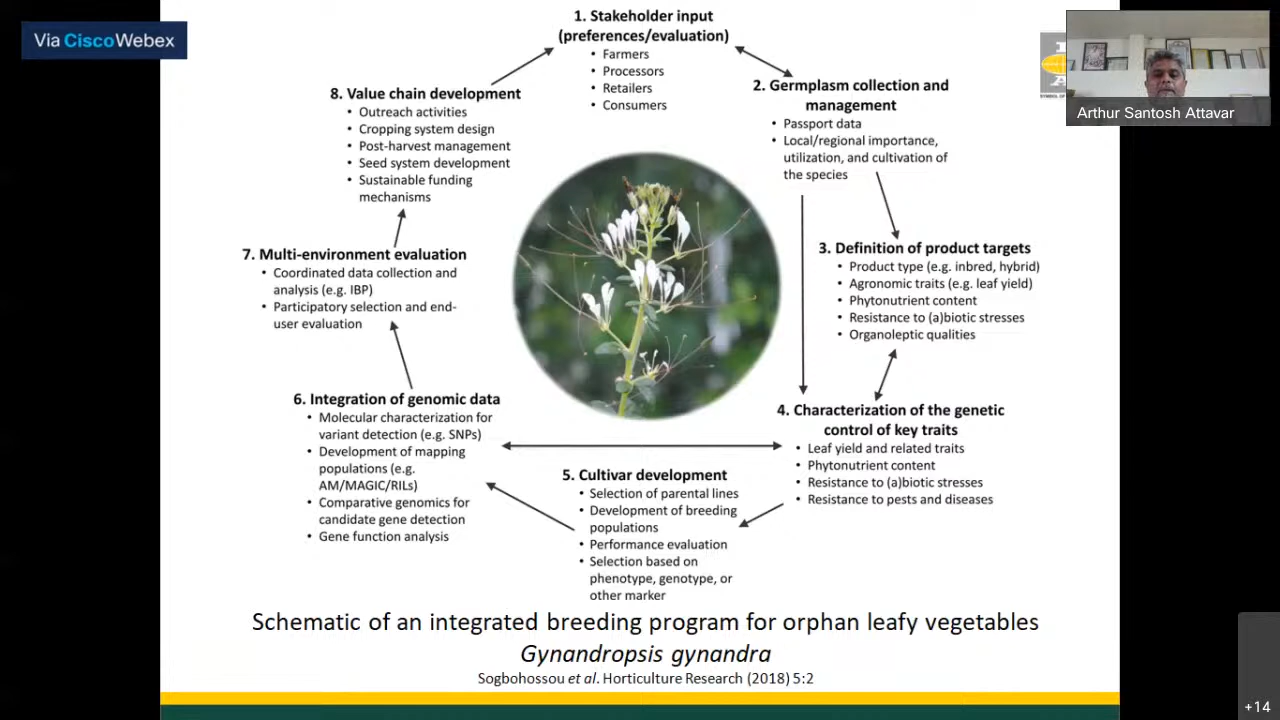 Via Cisco Webex
1. Stakeholder input
(preferences/evaluation)
• Farmers
• Processors
• Retailers
• Consumers
Arthur Santosh Attavar
2. Germplasm collection and
management
• Passport data
• Local/regional importance,
utilization, and cultivation of
the species
3. Definition of product targets
• Product type (e.g. inbred, hybrid)
• Agronomic traits (e.g. leaf yield)
• Phytonutrient content
• Resistance to (a)biotic stresses
• Organoleptic qualities
4. Characterization of the genetic
control of key traits
• Leaf yield and related traits
• Phytonutrient content
• Resistance to (a)biotic stresses
• Resistance to pests and diseases
5. Cultivar development
• Selection of parental lines
• Development of breeding
populations
• Performance evaluation
• Selection based on
phenotype, genotype, or
other marker
6. Integration of genomic data
• Molecular characterization for
variant detection (e.g. SNPs)
• Development of mapping
populations (e.g.
AM/MAGIC/RILs)
• Comparative genomics for
candidate gene detection
• Gene function analysis
7. Multi-environment evaluation
• Coordinated data collection and
analysis (e.g. IBP)
• Participatory selection and end-
user evaluation
8. Value chain development
• Outreach activities
• Cropping system design
• Post-harvest management
• Seed system development
• Sustainable funding
mechanisms
Schematic of an integrated breeding program for orphan leafy vegetables
Gynandropsis gynandra
Sogbohossou et al. Horticulture Research (2018) 5:2
+14